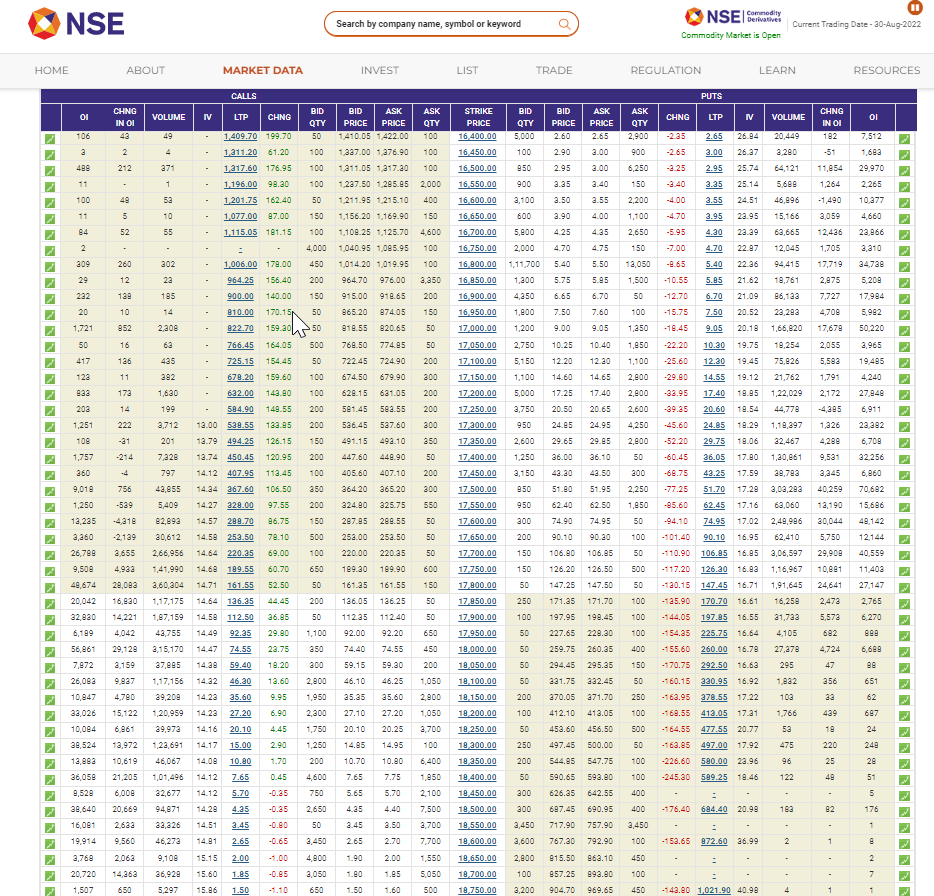 NSE
Search by company name, symbol or keyword
NSE Commodity Derivatives
Current Trading Date - 30-Aug-2022
Commodity Market is Open
HOME ABOUT MARKET DATA INVEST LIST TRADE REGULATION LEARN RESOURCES
CALLS PUTS
OI CHNG IN OI VOLUME IV LTP CHNG BID QTY BID PRICE ASK PRICE ASK QTY STRIKE PRICE BID QTY BID PRICE ASK PRICE ASK QTY CHNG LTP IV VOLUME CHNG IN OI OI
106 43 49 - 1,409.70 199.70 50 1,410.05 1,422.00 100 16,400.00 5,000 2.60 2.65 2,900 -2.35 2.65 26.84 20,449 182 7,512
3 2 4 - 1,311.20 61.20 100 1,337.00 1,376.90 100 16,450.00 100 2.90 3.00 900 -2.65 3.00 26.37 3,280 -51 1,683
488 212 371 - 1,317.60 176.95 100 1,311.05 1,317.30 100 16,500.00 850 2.95 3.00 6,250 -3.25 2.95 25.74 64,121 11,854 29,970
11 - 1 - 1,196.00 98.30 100 1,237.50 1,285.85 2,000 16,550.00 900 3.35 3.40 150 -3.40 3.35 25.14 5,688 1,264 2,265
100 48 53 - 1,201.75 162.40 50 1,211.95 1,215.10 400 16,600.00 3,100 3.50 3.55 2,200 -4.00 3.55 24.51 46,896 -1,490 10,377
11 5 10 - 1,077.00 87.00 150 1,156.20 1,169.90 150 16,650.00 600 3.90 4.00 1,100 -4.70 3.95 23.95 15,166 3,059 4,660
84 52 55 - 1,115.05 181.15 100 1,108.25 1,125.70 4,600 16,700.00 5,800 4.25 4.35 2,650 -5.95 4.30 23.39 63,665 12,436 23,866
2 - - - - - 4,000 1,040.95 1,085.95 100 16,750.00 2,000 4.70 4.75 150 -7.00 4.70 22.87 12,045 1,705 3,310
309 260 302 - 1,006.00 178.00 450 1,014.20 1,019.95 100 16,800.00 1,11,700 5.40 5.50 13,050 -8.65 5.40 22.36 94,415 17,719 34,738
29 12 23 - 964.25 156.40 200 964.70 976.00 3,350 16,850.00 1,300 5.75 5.85 1,500 -10.55 5.85 21.62 18,761 2,875 5,208
232 138 185 - 900.00 140.00 150 915.00 918.65 200 16,900.00 4,350 6.65 6.70 50 -12.70 6.70 21.09 86,133 7,727 17,984
20 10 14 - 810.00 170.15 50 865.20 874.05 150 16,950.00 1,800 7.50 7.60 100 -15.75 7.50 20.52 23,283 4,708 5,982
1,721 852 2,308 - 822.70 159.30 50 818.55 820.65 50 17,000.00 1,200 9.00 9.05 1,350 -18.45 9.05 20.18 1,66,820 17,678 50,220
50 16 63 - 766.45 164.05 500 768.50 774.85 50 17,050.00 2,750 10.25 10.40 1,850 -22.20 10.30 19.75 18,254 2,055 3,965
417 136 435 - 725.15 154.45 50 722.45 724.90 200 17,100.00 5,150 12.20 12.30 1,100 -25.60 12.30 19.45 75,826 5,583 19,485
123 11 382 - 678.20 159.60 100 674.50 679.90 300 17,150.00 1,100 14.60 14.65 2,800 -29.80 14.55 19.12 21,762 1,791 4,240
833 173 1,630 - 632.00 143.80 100 628.15 631.05 200 17,200.00 5,000 17.25 17.40 2,800 -33.95 17.40 18.85 1,22,029 2,172 27,848
203 14 199 - 584.90 148.55 200 581.45 583.55 200 17,250.00 3,750 20.50 20.65 2,600 -39.35 20.60 18.54 44,778 -4,385 6,911
1,251 222 3,712 13.00 538.55 133.85 200 536.45 537.60 300 17,300.00 950 24.85 24.95 4,250 -45.60 24.85 18.29 1,18,397 1,326 23,382
108 -31 201 13.79 494.25 126.15 150 491.15 493.10 350 17,350.00 2,600 29.65 29.85 2,800 -52.20 29.75 18.06 32,467 4,288 6,708
1,757 -214 7,328 13.74 450.45 120.95 200 447.60 448.90 50 17,400.00 1,250 36.00 36.10 50 -60.45 36.05 17.80 1,30,861 9,531 32,256
360 -4 797 14.12 407.95 113.45 100 405.60 407.10 200 17,450.00 3,150 43.30 43.50 300 -68.75 43.25 17.59 38,783 3,345 6,860
9,018 756 43,855 14.34 367.60 106.50 350 364.20 365.20 300 17,500.00 850 51.80 51.95 2,250 -77.25 51.70 17.28 3,03,283 40,259 70,682
1,250 -539 5,409 14.27 328.00 97.55 200 324.80 325.75 550 17,550.00 950 62.40 62.50 1,850 -85.60 62.45 17.16 63,060 13,190 15,686
13,235 -4,318 82,893 14.57 288.70 86.75 150 287.85 288.55 50 17,600.00 300 74.90 74.95 50 -94.10 74.95 17.02 2,48,986 30,044 48,142
3,360 -2,139 30,612 14.58 253.50 78.10 500 253.00 253.50 50 17,650.00 200 90.10 90.30 100 -101.40 90.10 16.95 62,410 5,750 12,144
26,788 3,655 2,66,956 14.64 220.35 69.00 100 220.00 220.35 50 17,700.00 150 106.80 106.85 50 -110.90 106.85 16.85 3,06,597 29,908 40,559
9,508 4,933 1,41,990 14.68 189.55 60.70 650 189.30 189.90 600 17,750.00 150 126.20 126.50 500 -117.20 126.30 16.83 1,16,967 10,881 11,403
48,674 28,083 3,60,304 14.71 161.55 52.50 50 161.35 161.55 150 17,800.00 50 147.25 147.50 50 -130.15 147.45 16.71 1,91,645 24,641 27,147
20,042 16,830 1,17,175 14.64 136.35 44.45 200 136.05 136.25 50 17,850.00 250 171.35 171.70 100 -135.90 170.70 16.61 16,258 2,473 2,765
32,830 14,221 1,87,159 14.58 112.50 36.85 50 112.35 112.40 50 17,900.00 100 197.95 198.45 100 -144.05 197.85 16.55 31,733 5,573 6,270
6,189 4,042 43,755 14.49 92.35 29.80 1,100 92.00 92.20 650 17,950.00 50 227.65 228.30 100 -154.35 225.75 16.64 4,105 682 888
56,861 29,128 3,15,170 14.47 74.55 23.75 350 74.40 74.55 450 18,000.00 50 259.75 260.35 400 -155.60 260.00 16.78 27,378 4,724 6,688
7,872 3,159 37,885 14.38 59.40 18.20 300 59.15 59.30 200 18,050.00 50 294.45 295.35 150 -170.75 292.50 16.63 295 47 88
26,083 9,837 1,17,156 14.32 46.30 13.60 2,800 46.10 46.25 1,050 18,100.00 50 331.75 332.45 50 -160.15 330.95 16.92 1,832 356 651
10,847 4,780 39,208 14.23 35.60 9.95 1,950 35.35 35.60 2,800 18,150.00 200 370.05 371.70 250 -163.95 378.55 17.22 103 33 62
33,026 15,122 1,20,959 14.23 27.20 6.90 2,300 27.10 27.20 1,050 18,200.00 100 412.10 413.05 100 -168.55 413.05 17.31 1,766 439 687
10,084 6,861 39,973 14.16 20.10 4.45 1,750 20.10 20.25 3,700 18,250.00 50 453.60 456.50 500 -164.55 477.55 20.77 53 18 24
38,524 13,972 1,23,691 14.17 15.00 2.90 1,250 14.85 14.95 100 18,300.00 250 497.45 500.00 50 -163.85 497.00 17.92 475 220 248
13,883 10,619 46,067 14.08 10.80 1.70 200 10.70 10.80 6,400 18,350.00 200 544.85 547.75 100 -226.60 580.00 23.96 96 25 28
36,058 21,205 1,01,496 14.12 7.65 0.45 4,600 7.65 7.75 1,850 18,400.00 50 590.65 593.80 100 -245.30 589.25 18.46 122 48 51
8,528 6,008 32,677 14.12 5.70 -0.35 750 5.65 5.70 2,100 18,450.00 300 626.35 642.55 400 - - - - - 5
38,640 20,669 94,871 14.28 4.35 -0.35 2,650 4.35 4.40 7,500 18,500.00 300 687.45 690.95 400 -176.40 684.40 20.98 183 82 176
16,081 2,633 33,326 14.51 3.45 -0.80 50 3.45 3.50 3,700 18,550.00 3,450 717.90 757.90 3,450 - - - - - 1
19,914 9,560 46,273 14.81 2.65 -0.65 3,450 2.65 2.70 7,700 18,600.00 3,600 767.30 792.90 100 -153.65 872.60 36.99 2 1 8
3,768 2,063 9,108 15.15 2.00 -1.00 4,800 1.90 2.00 1,550 18,650.00 2,800 815.50 863.10 450 - - - - - 2
20,720 14,363 36,928 15.60 1.85 -0.85 3,050 1.80 1.85 5,050 18,700.00 100 857.25 893.80 100 - - - - - 7
1,507 650 5,297 15.86 1.50 -1.10 650 1.50 1.60 500 18,750.00 3,200 904.70 969.65 450 -143.80 1,021.90 40.98 4 1 1